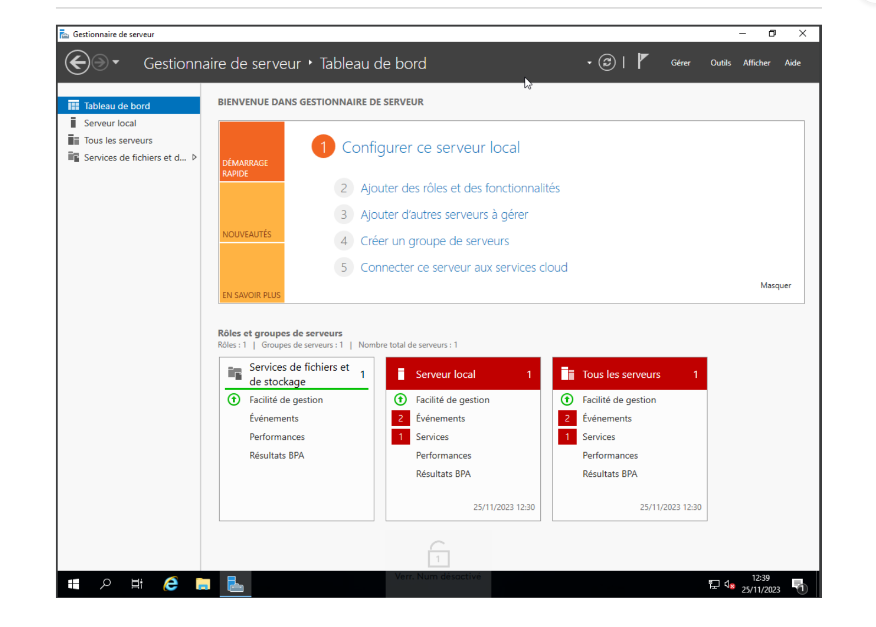 Gestionnaire de serveur
Gestionnaire de serveur • Tableau de bord
Gérer Outils Afficher Aide
Tableau de bord
Serveur local
Tous les serveurs
Services de fichiers et d...
BIENVENUE DANS GESTIONNAIRE DE SERVEUR
DÉMARRAGE
RAPIDE
NOUVEAUTÉS
EN SAVOIR PLUS
1 Configurer ce serveur local
2 Ajouter des rôles et des fonctionnalités
3 Ajouter d'autres serveurs à gérer
4 Créer un groupe de serveurs
5 Connecter ce serveur aux services cloud
Masquer
Rôles et groupes de serveurs
Rôles : 1 | Groupes de serveurs : 1 | Nombre total de serveurs : 1
Services de fichiers et
de stockage
1
Facilité de gestion
Événements
Performances
Résultats BPA
Serveur local 1
Facilité de gestion
2 Événements
1 Services
Performances
Résultats BPA
25/11/2023 12:30
Tous les serveurs 1
Facilité de gestion
2 Événements
1 Services
Performances
Résultats BPA
25/11/2023 12:30
1
Verr. Num désactivé
12:39
25/11/2023
1